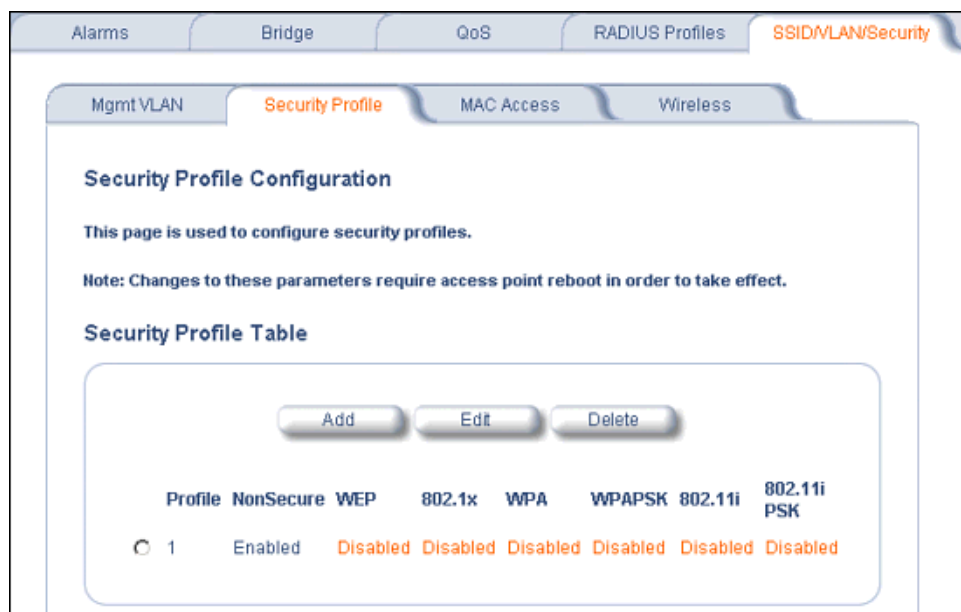 Alarms Bridge QoS RADIUS Profiles SSID/VLAN/Security
Mgmt VLAN Security Profile MAC Access Wireless
Security Profile Configuration
This page is used to configure security profiles.
Note: Changes to these parameters require access point reboot in order to take effect.
Security Profile Table
Add Edit Delete
Profile NonSecure WEP 802.1x WPA WPAPSK 802.11i 802.11i PSK
1 Enabled Disabled Disabled Disabled Disabled Disabled Disabled